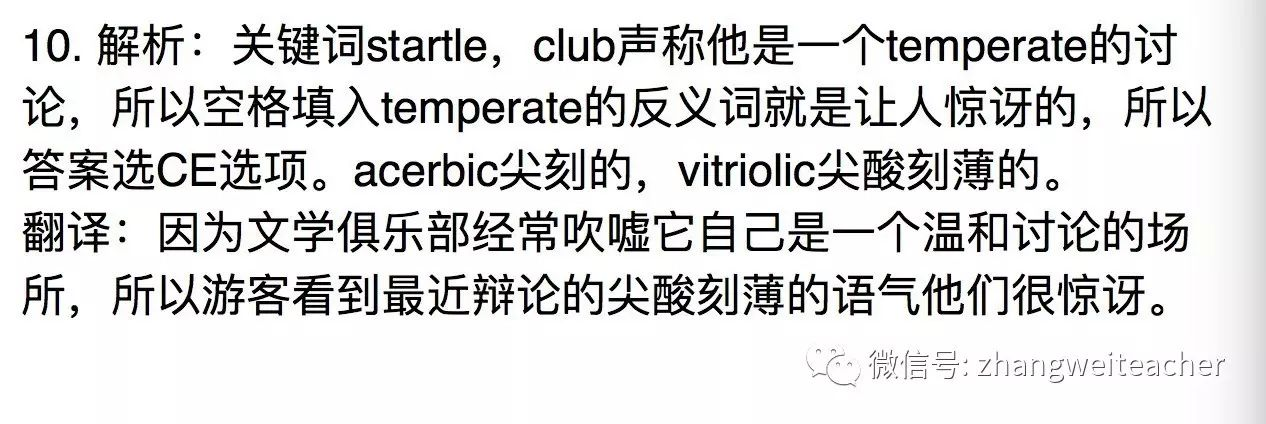 10. 解析：关键词startle，club声称他是一个temperate的讨
论，所以空格填入temperate的反义词就是让人惊讶的，所以
答案选CE选项。acerbic尖刻的，vitriolic尖酸刻薄的。
翻译：因为文学俱乐部经常吹嘘它自己是一个温和讨论的场
所，所以游客看到最近辩论的尖酸刻薄的语气他们很惊讶。
微信号: zhangweiteacher